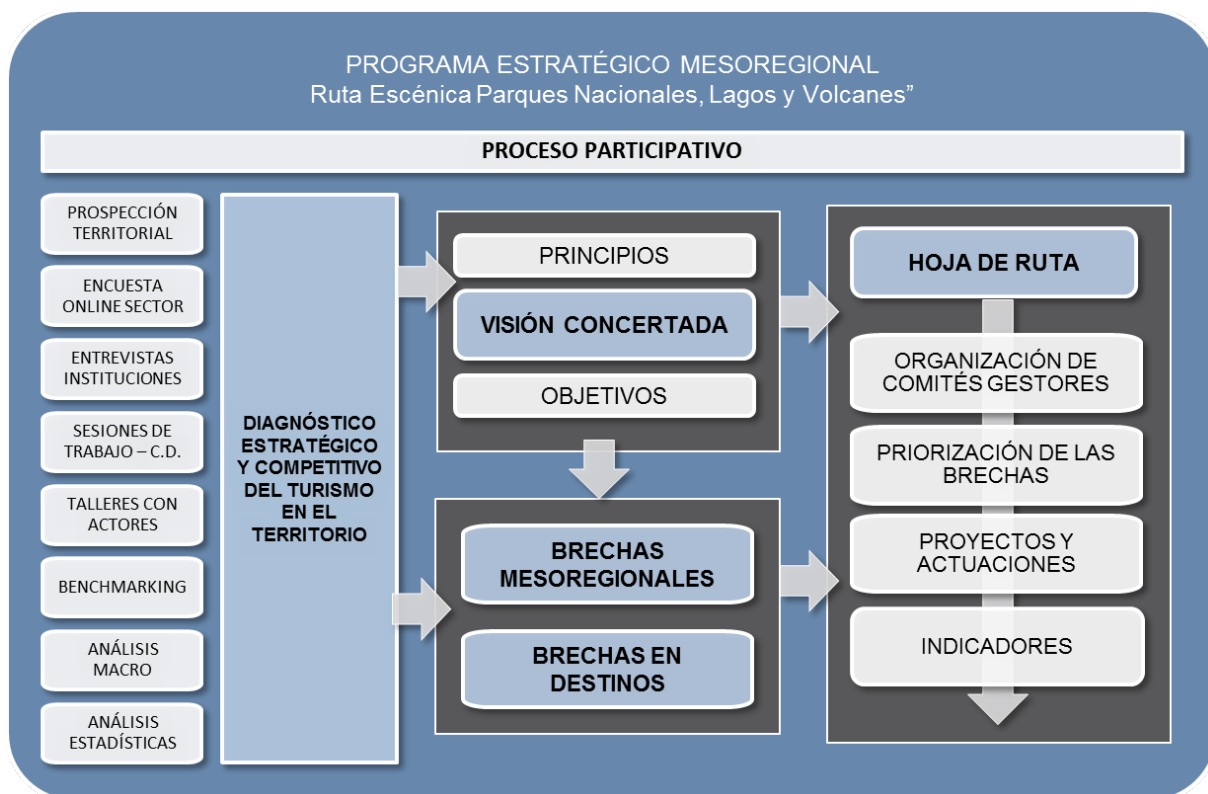 PROGRAMA ESTRATÉGICO MESOREGIONAL
Ruta Escénica Parques Nacionales, Lagos y Volcanes”
PROCESO PARTICIPATIVO
PROSPECCIÓN
TERRITORIAL
ENCUESTA
ONLINE SECTOR
ENTREVISTAS
INSTITUCIONES
SESIONES DE
TRABAJO – C.D.
TALLERES CON
ACTORES
BENCHMARKING
ANÁLISIS
MACRO
ANÁLISIS
ESTADÍSTICAS
DIAGNÓSTICO
ESTRATÉGICO
Y COMPETITIVO
DEL TURISMO
EN EL
TERRITORIO
PRINCIPIOS
VISIÓN CONCERTADA
OBJETIVOS
BRECHAS
MESOREGIONALES
BRECHAS EN
DESTINOS
HOJA DE RUTA
ORGANIZACIÓN DE
COMITÉS GESTORES
PRIORIZACIÓN DE LAS
BRECHAS
PROYECTOS Y
ACTUACIONES
INDICADORES